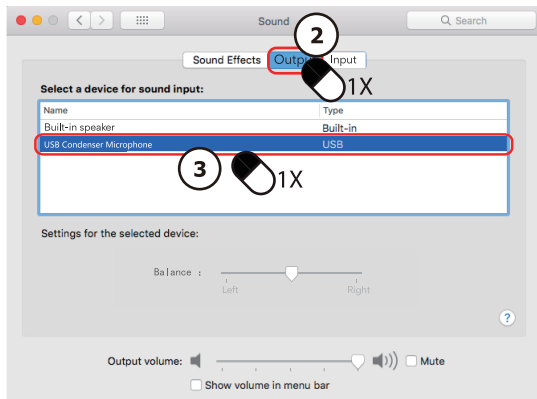 Sound
Search
2
Sound Effects Output Input
1X
Select a device for sound input:
Name Type
Built-in speaker Built-in
USB Condenser Microphone USB
3
1X
Settings for the selected device:
Balance :
Left Right
?
Output volume: Mute
Show volume in menu bar